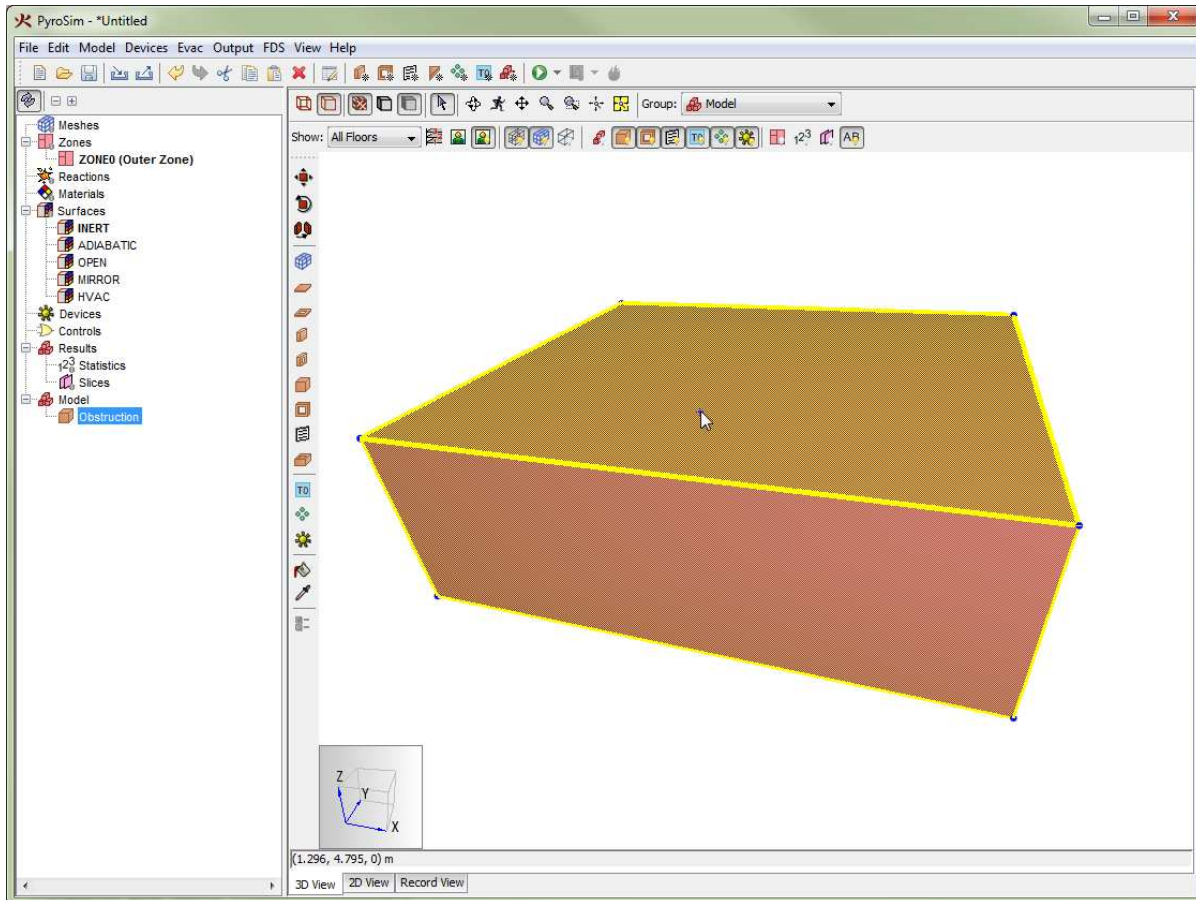 PyroSim - *Untitled
File Edit Model Devices Evac Output FDS View Help
Group: Model
Show: All Floors
Meshes
Zones
ZONE0 (Outer Zone)
Reactions
Materials
Surfaces
INERT
ADIABATIC
OPEN
MIRROR
HVAC
Devices
Controls
Results
Statistics
Slices
Model
Obstruction
Z
Y
X
(1.296, 4.795, 0) m
3D View 2D View Record View